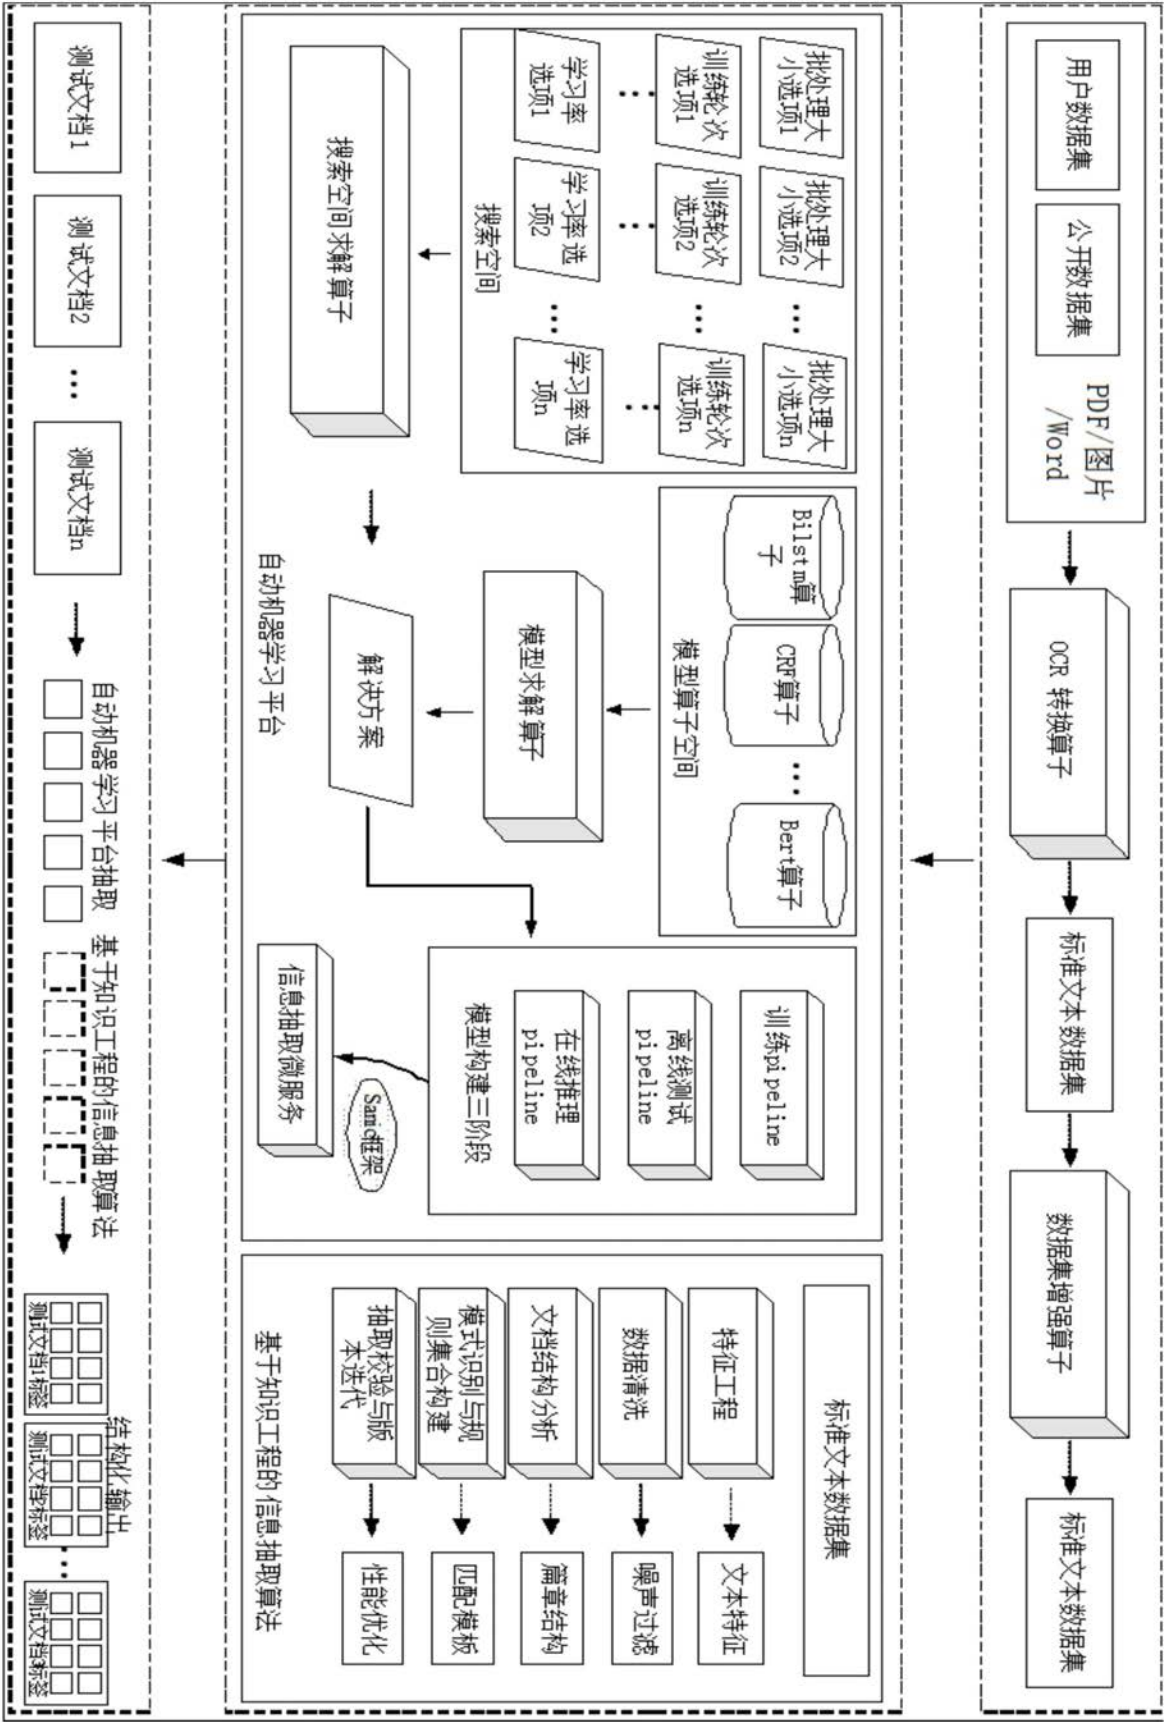 用户数据集
公开数据集
PDF/图片
/Word
OCR 转换算子
标准文本数据集
数据集增强算子
标准文本数据集
批处理大
小选项1
批处理大
小选项2
...
批处理大
小选项n
训练轮次
选项1
训练轮次
选项2
...
训练轮次
选项n
...
...
...
学习率
选项1
学习率选
项2
...
学习率选
项n
搜索空间
搜索空间求解算子
Bilstm算
子
CRF算子
...
Bert算子
模型算子空间
模型求解算子
解决方案
训练pipeline
离线测试
pipeline
在线推理
pipeline
模型构建三阶段
Sanic框架
信息抽取微服务
自动机器学习平台
标准文本数据集
特征工程
文本特征
数据清洗
噪声过滤
文档结构分析
篇章结构
模式识别与规
则集合构建
匹配模板
抽取校验与版
本迭代
性能优化
基于知识工程的信息抽取算法
测试文档1
测试文档2
...
测试文档n
自动机器学习平台抽取
基于知识工程的信息抽取算法
结构化输出
测试文档1标签
测试文档2标签
...
测试文档3标签